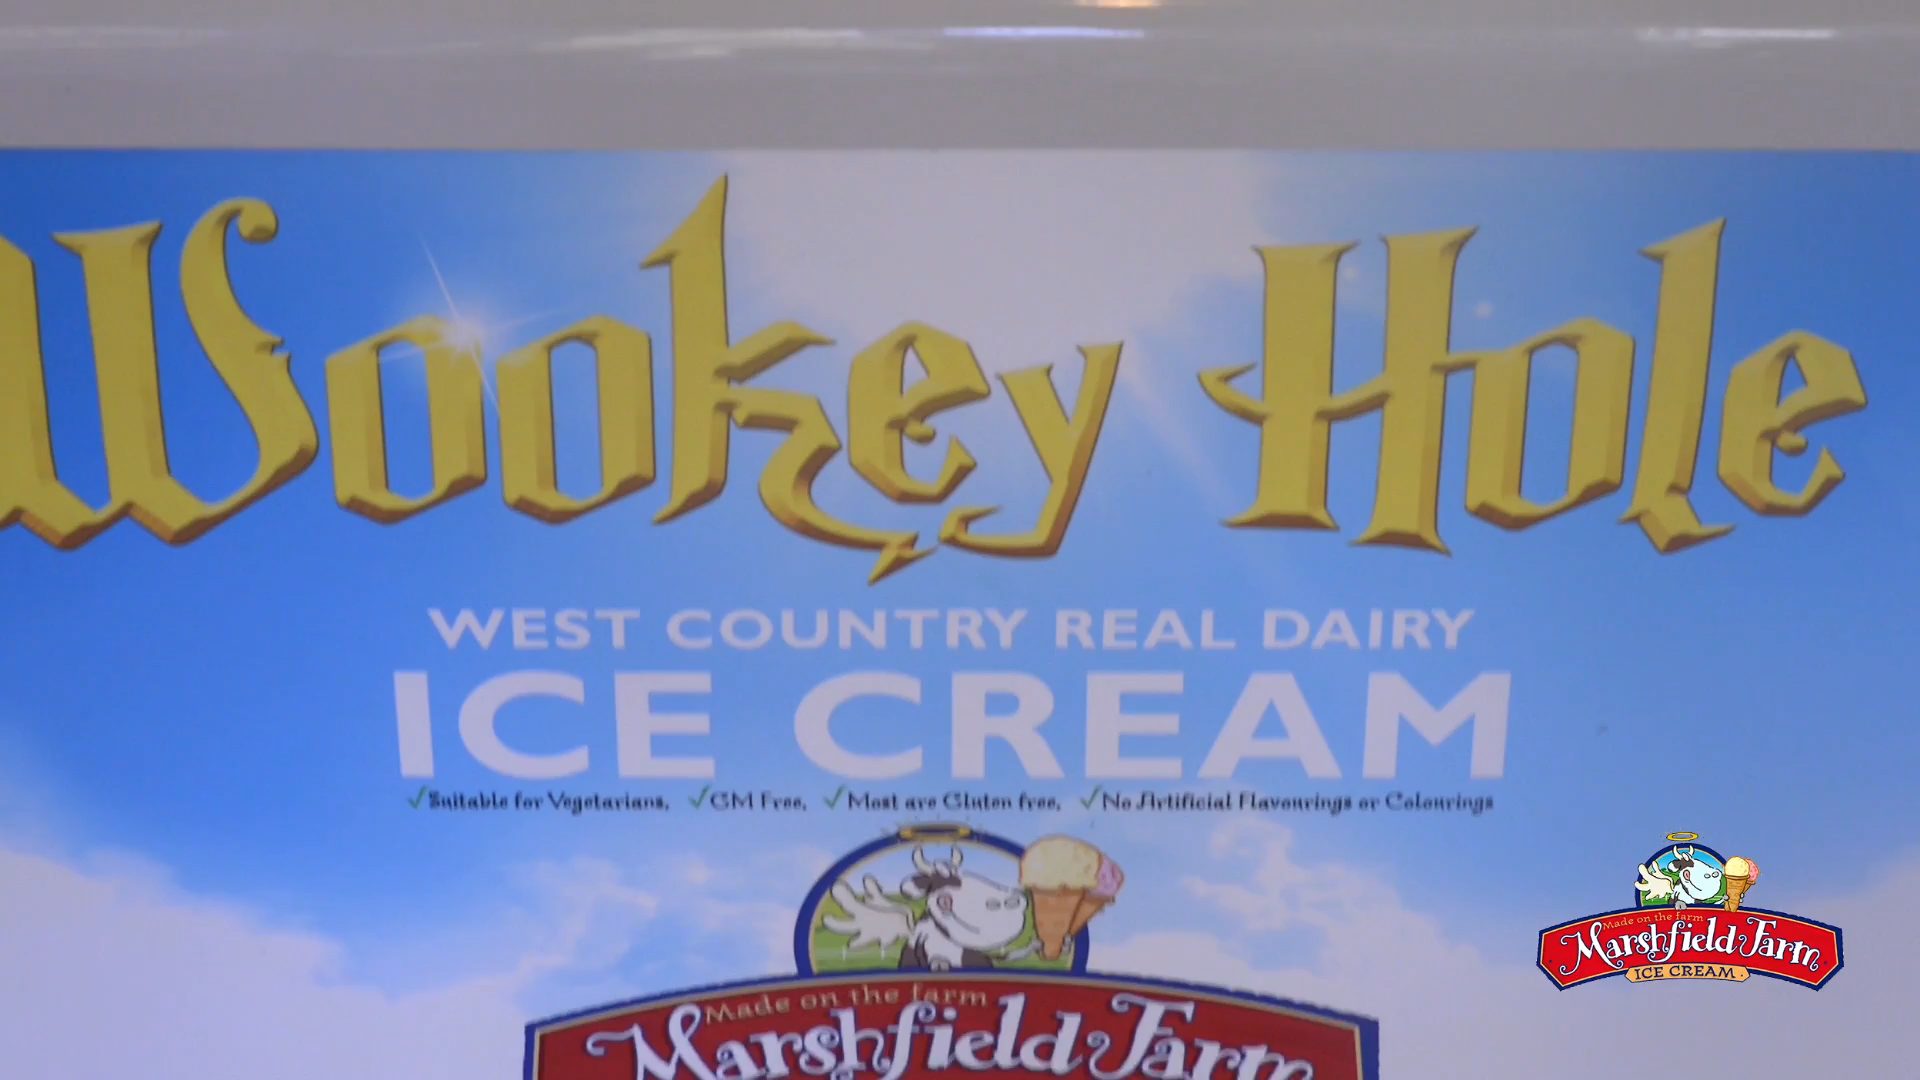 Wookey Hole
WEST COUNTRY REAL DAIRY
ICE CREAM
✓Suitable for Vegetarians, ✓GM Free, ✓Most are Gluten free, ✓No Artificial Flavourings or Colourings
Made on the farm
Marshfield Farm
Made on the farm
Marshfield Farm
ICE CREAM